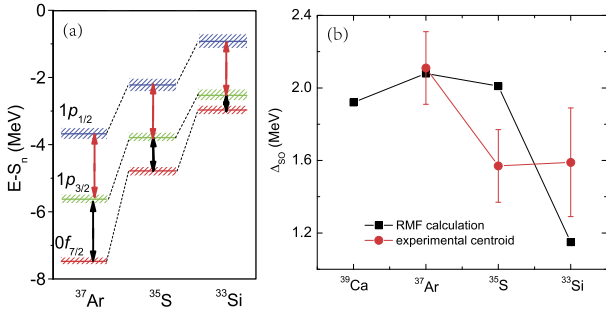 (a)
E-Sₙ (MeV)
0
-2
-4
-6
-8
1p₁/₂
1p₃/₂
0f₇/₂
³⁷Ar
³⁵S
³³Si
(b)
Δ_SO (MeV)
2.4
2.0
1.6
1.2
RMF calculation
experimental centroid
³⁹Ca
³⁷Ar
³⁵S
³³Si